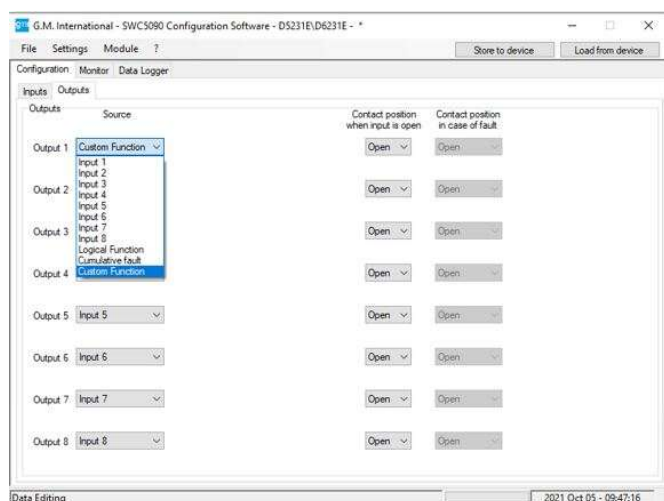 G.M. International - SWC5090 Configuration Software - D5231E\D6231E - *
File Settings Module ? Store to device Load from device
Configuration Monitor Data Logger
Inputs Outputs
Outputs
Source
Contact position when input is open
Contact position in case of fault
Output 1 Custom Function Open Open
Input 1
Input 2
Input 3
Input 4
Input 5
Input 6
Input 7
Input 8
Logical Function
Cumulative fault
Custom Function
Output 2 Open Open
Output 3 Open Open
Output 4 Open Open
Output 5 Input 5 Open Open
Output 6 Input 6 Open Open
Output 7 Input 7 Open Open
Output 8 Input 8 Open Open
Data Editing 2021 Oct 05 - 09:47:16